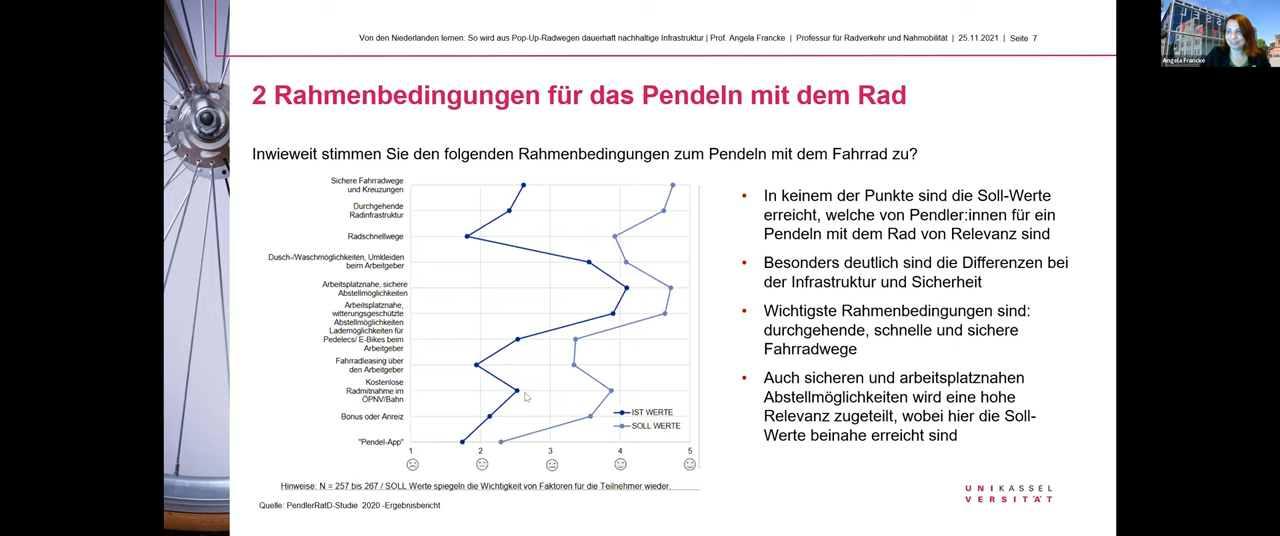 Von den Niederlanden lernen: So wird aus Pop-Up-Radwegen dauerhaft nachhaltige Infrastruktur | Prof. Angela Francke | Professur für Radverkehr und Nahmobilität | 25.11.2021 | Seite 7
Angela Francke
2 Rahmenbedingungen für das Pendeln mit dem Rad
Inwieweit stimmen Sie den folgenden Rahmenbedingungen zum Pendeln mit dem Fahrrad zu?
Sichere Fahrradwege
und Kreuzungen
Durchgehende
Radinfrastruktur
Radschnellwege
Dusch-/Waschmöglichkeiten, Umkleiden
beim Arbeitgeber
Arbeitsplatznahe, sichere
Abstellmöglichkeiten
Arbeitsplatznahe,
witterungsgeschützte
Abstellmöglichkeiten
Lademöglichkeiten für
Pedelecs/ E-Bikes beim
Arbeitgeber
Fahrradleasing über
den Arbeitgeber
Kostenlose
Radmitnahme im
ÖPNV/Bahn
Bonus oder Anreiz
"Pendel-App"
IST WERTE
SOLL WERTE
1 2 3 4 5
Hinweise: N = 257 bis 267 / SOLL Werte spiegeln die Wichtigkeit von Faktoren für die Teilnehmer wieder.
Quelle: PendlerRatD-Studie 2020 -Ergebnisbericht
• In keinem der Punkte sind die Soll-Werte
erreicht, welche von Pendler:innen für ein
Pendeln mit dem Rad von Relevanz sind
• Besonders deutlich sind die Differenzen bei
der Infrastruktur und Sicherheit
• Wichtigste Rahmenbedingungen sind:
durchgehende, schnelle und sichere
Fahrradwege
• Auch sicheren und arbeitsplatznahen
Abstellmöglichkeiten wird eine hohe
Relevanz zugeteilt, wobei hier die Soll-
Werte beinahe erreicht sind
UNIKASSEL
VERSITÄT